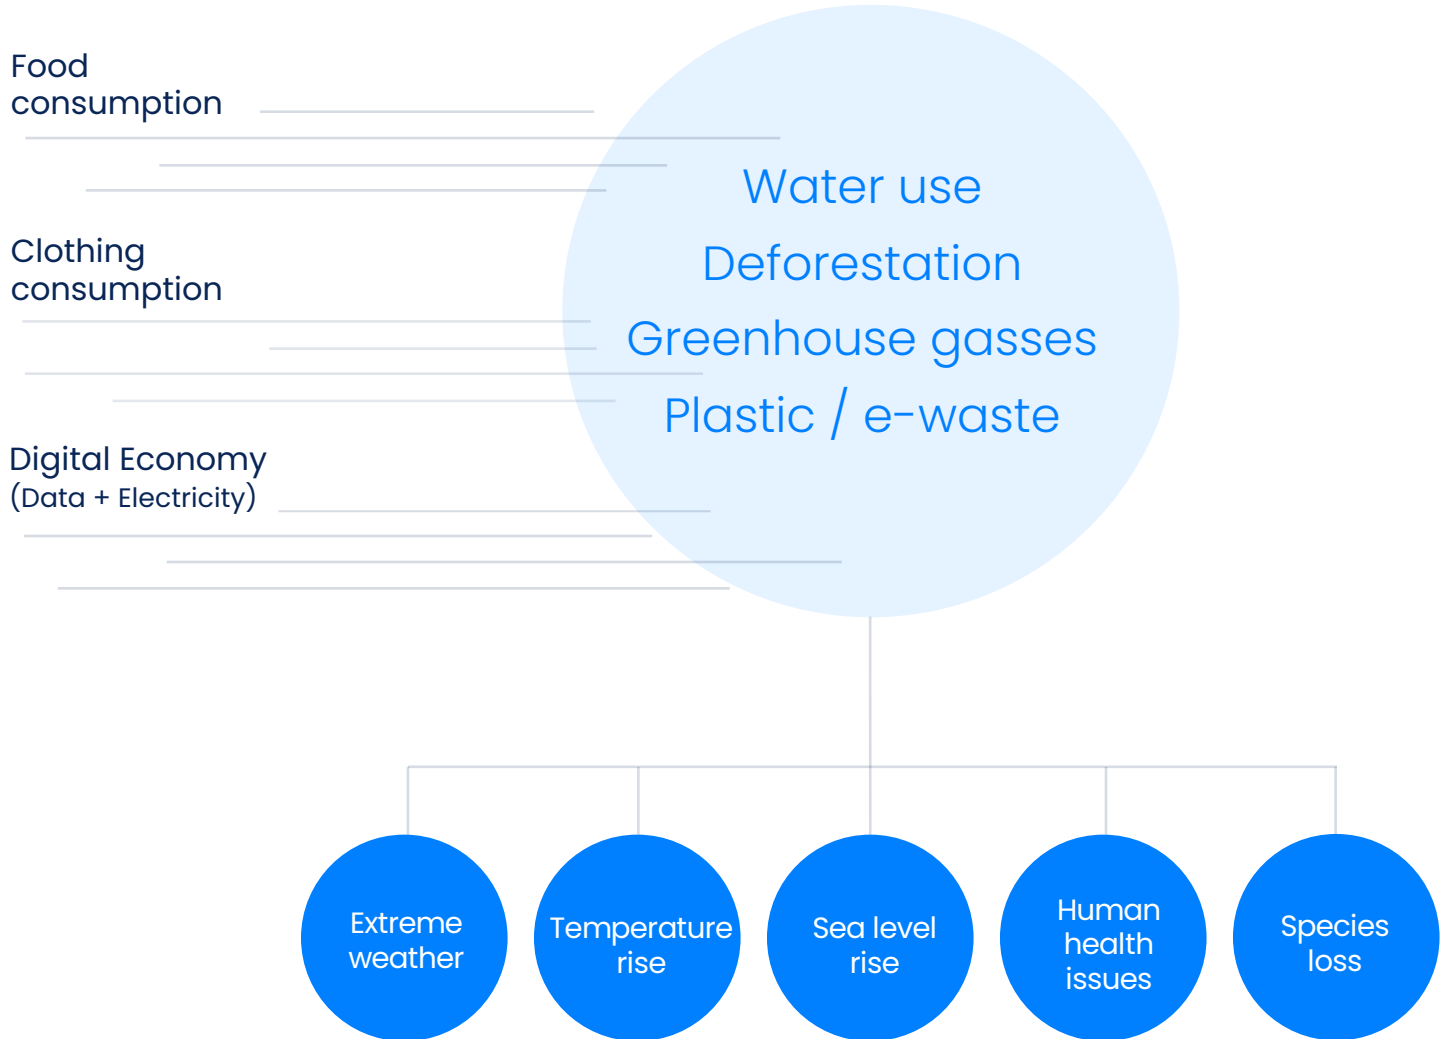 Food
consumption
Clothing
consumption
Digital Economy
(Data + Electricity)
Water use
Deforestation
Greenhouse gasses
Plastic / e-waste
Extreme
weather
Temperature
rise
Sea level
rise
Human
health
issues
Species
loss